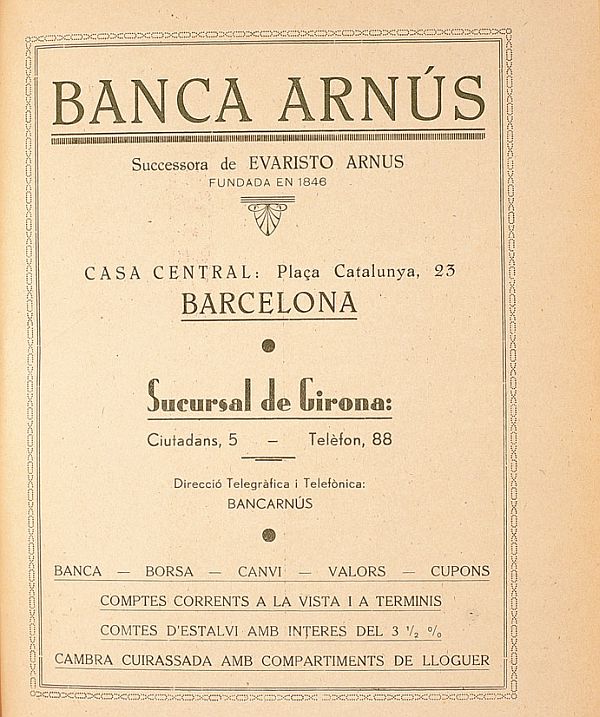 BANCA ARNÚS
Successora de EVARISTO ARNUS
FUNDADA EN 1846
CASA CENTRAL: Plaça Catalunya, 23
BARCELONA
Sucursal de Girona:
Ciutadans, 5 — Telèfon, 88
Direcció Telegràfica i Telefònica:
BANCARNÚS
BANCA — BORSA — CANVI — VALORS — CUPONS
COMPTES CORRENTS A LA VISTA I A TERMINIS
COMTES D'ESTALVI AMB INTERES DEL 3 ½ %
CAMBRA CUIRASSADA AMB COMPARTIMENTS DE LLOGUER